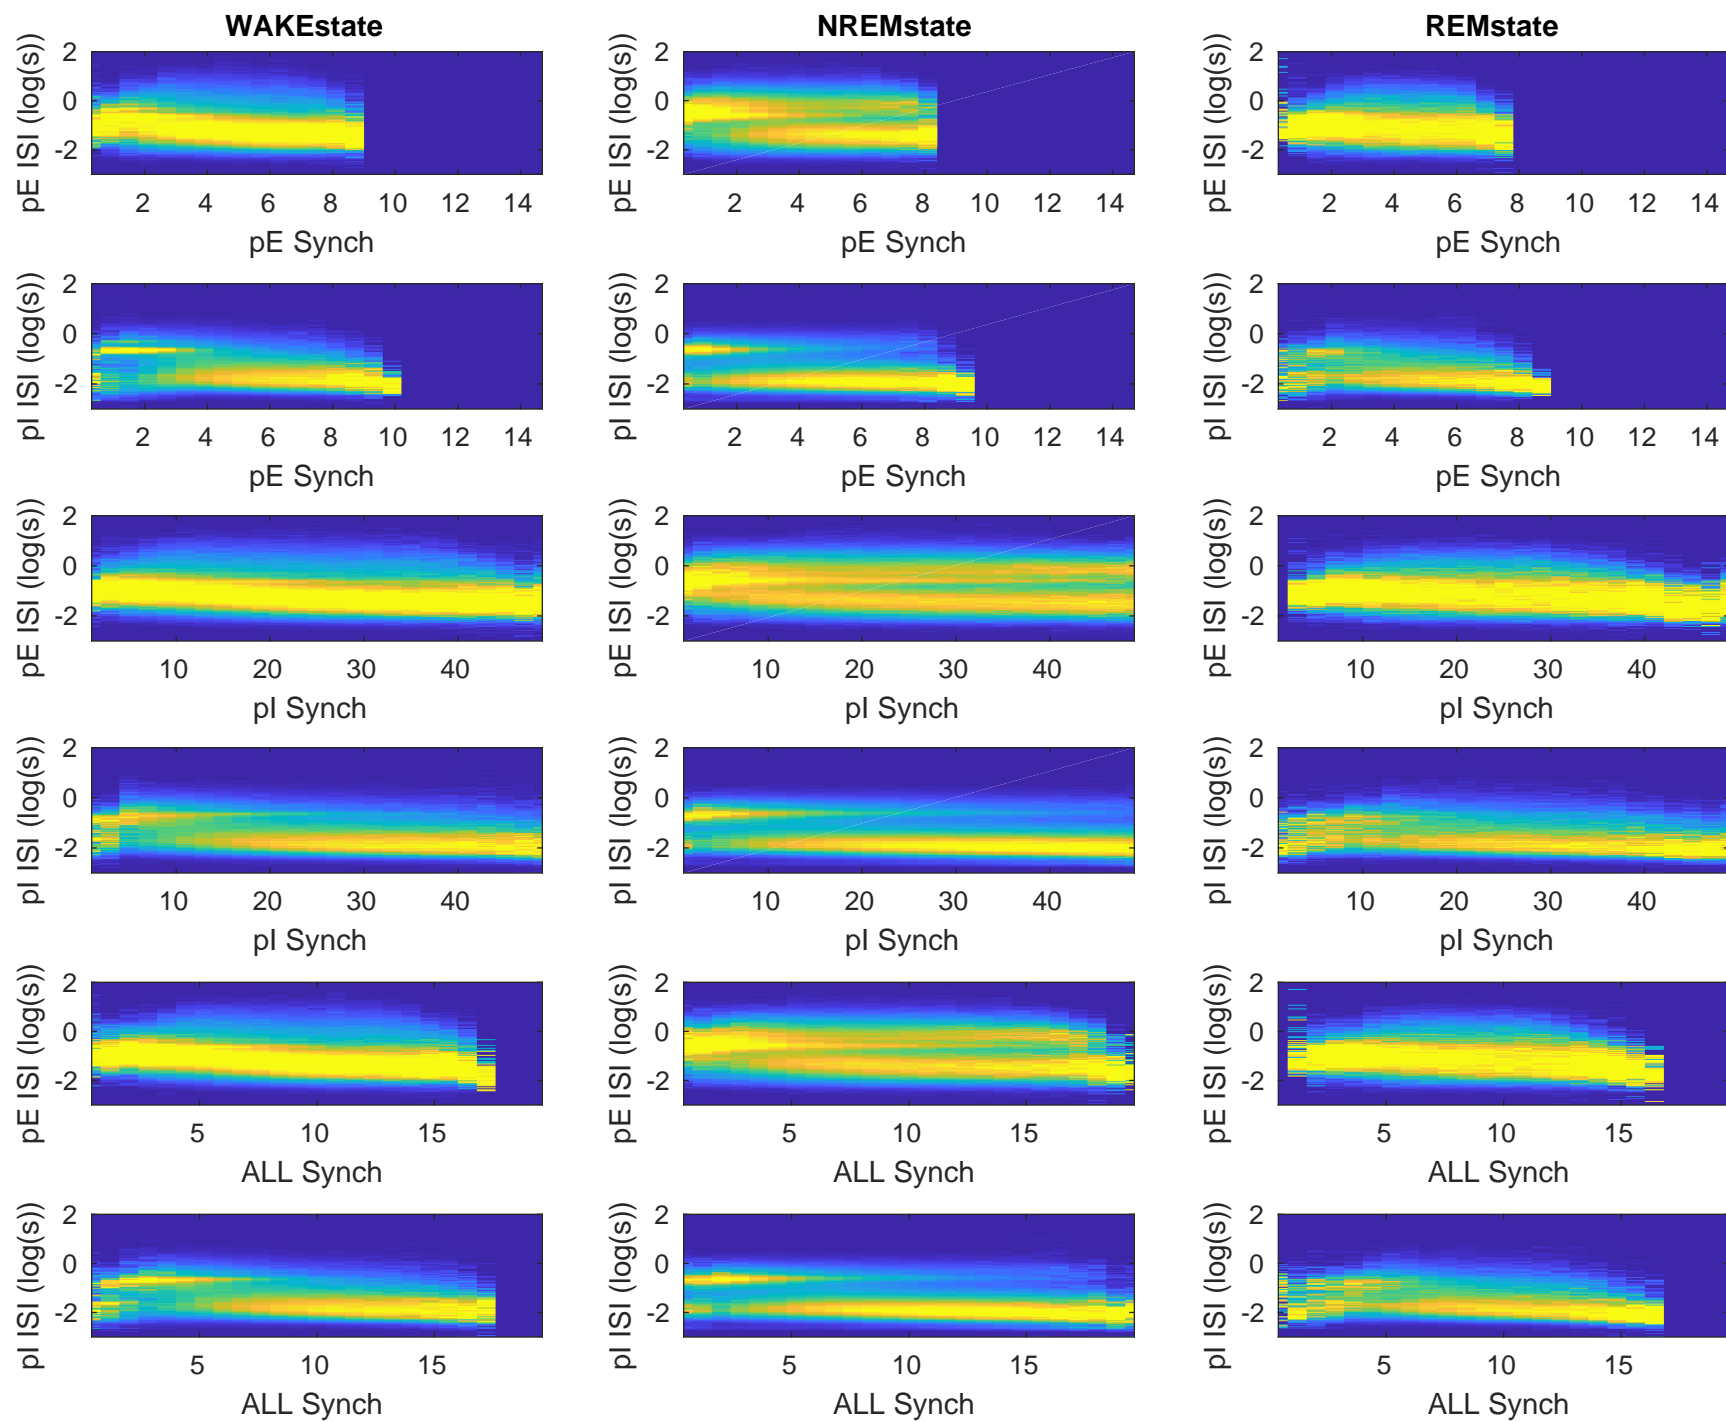 WAKEstate NREMstate REMstate
pE ISI (log(s)) 2 0 -2 pE ISI (log(s)) 2 0 -2 pE ISI (log(s)) 2 0 -2
2 4 6 8 10 12 14 2 4 6 8 10 12 14 2 4 6 8 10 12 14
pE Synch pE Synch pE Synch
pI ISI (log(s)) 2 0 -2 pI ISI (log(s)) 2 0 -2 pI ISI (log(s)) 2 0 -2
2 4 6 8 10 12 14 2 4 6 8 10 12 14 2 4 6 8 10 12 14
pE Synch pE Synch pE Synch
pE ISI (log(s)) 2 0 -2 pE ISI (log(s)) 2 0 -2 pE ISI (log(s)) 2 0 -2
10 20 30 40 10 20 30 40 10 20 30 40
pI Synch pI Synch pI Synch
pI ISI (log(s)) 2 0 -2 pI ISI (log(s)) 2 0 -2 pI ISI (log(s)) 2 0 -2
10 20 30 40 10 20 30 40 10 20 30 40
pI Synch pI Synch pI Synch
pE ISI (log(s)) 2 0 -2 pE ISI (log(s)) 2 0 -2 pE ISI (log(s)) 2 0 -2
5 10 15 5 10 15 5 10 15
ALL Synch ALL Synch ALL Synch
pI ISI (log(s)) 2 0 -2 pI ISI (log(s)) 2 0 -2 pI ISI (log(s)) 2 0 -2
5 10 15 5 10 15 5 10 15
ALL Synch ALL Synch ALL Synch